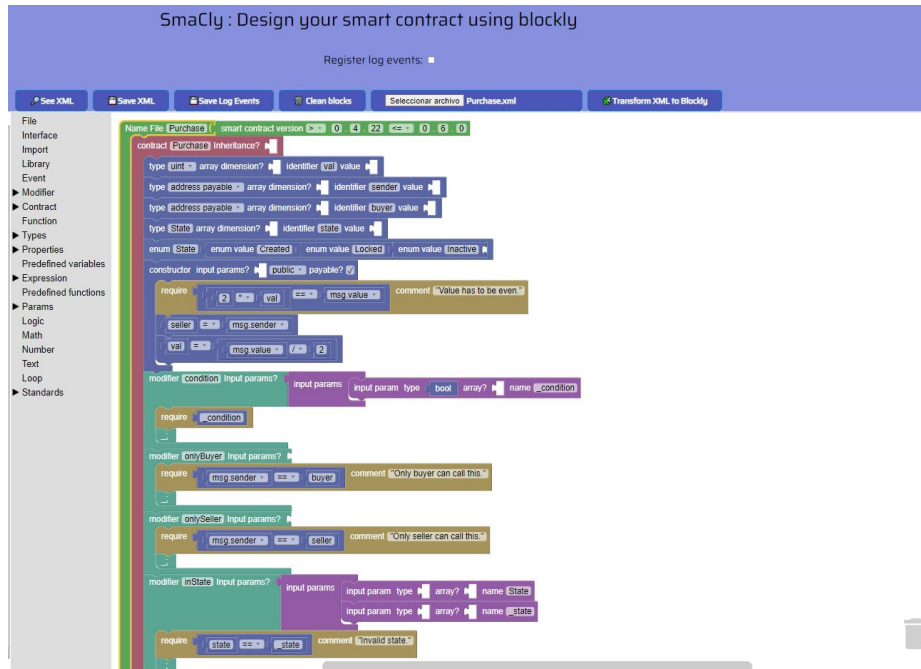 SmaCly : Design your smart contract using blockly
Register log events:
See XML Save XML Save Log Events Clean blocks Seleccionar archivo Purchase.xml Transform XML to Blockly
File
Interface
Import
Library
Event
Modifier
Contract
Function
Types
Properties
Predefined variables
Expression
Predefined functions
Params
Logic
Math
Number
Text
Loop
Standards
Name File Purchase smart contract version > 0 . 4 . 22 <= 0 . 6 . 0
contract Purchase Inheritance?
type uint array dimension? identifier val value
type address payable array dimension? identifier sender value
type address payable array dimension? identifier buyer value
type State array dimension? identifier state value
enum State enum value Created enum value Locked enum value Inactive
constructor input params? public payable?
require 2 * val == msg.value comment "Value has to be even."
seller = msg.sender
val = msg.value / 2
modifier condition Input params? input params input param type bool array? name _condition
require _condition
_;
modifier onlyBuyer Input params?
require msg.sender == buyer comment "Only buyer can call this."
_;
modifier onlySeller Input params?
require msg.sender == seller comment "Only seller can call this."
_;
modifier inState Input params? input params input param type array? name State
input param type array? name _state
require state == _state comment "Invalid state."